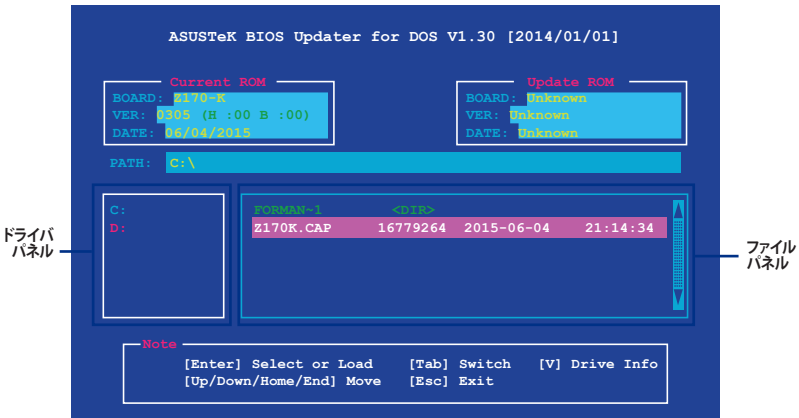 ASUSTeK BIOS Updater for DOS V1.30 [2014/01/01]
Current ROM
BOARD: Z170-K
VER: 0305 (H :00 B :00)
DATE: 06/04/2015
Update ROM
BOARD: Unknown
VER: Unknown
DATE: Unknown
PATH: C:\
ドライバ
パネル
C:
D:
FORMAN~1 <DIR>
Z170K.CAP 16779264 2015-06-04 21:14:34
ファイル
パネル
Note
[Enter] Select or Load [Tab] Switch [V] Drive Info
[Up/Down/Home/End] Move [Esc] Exit